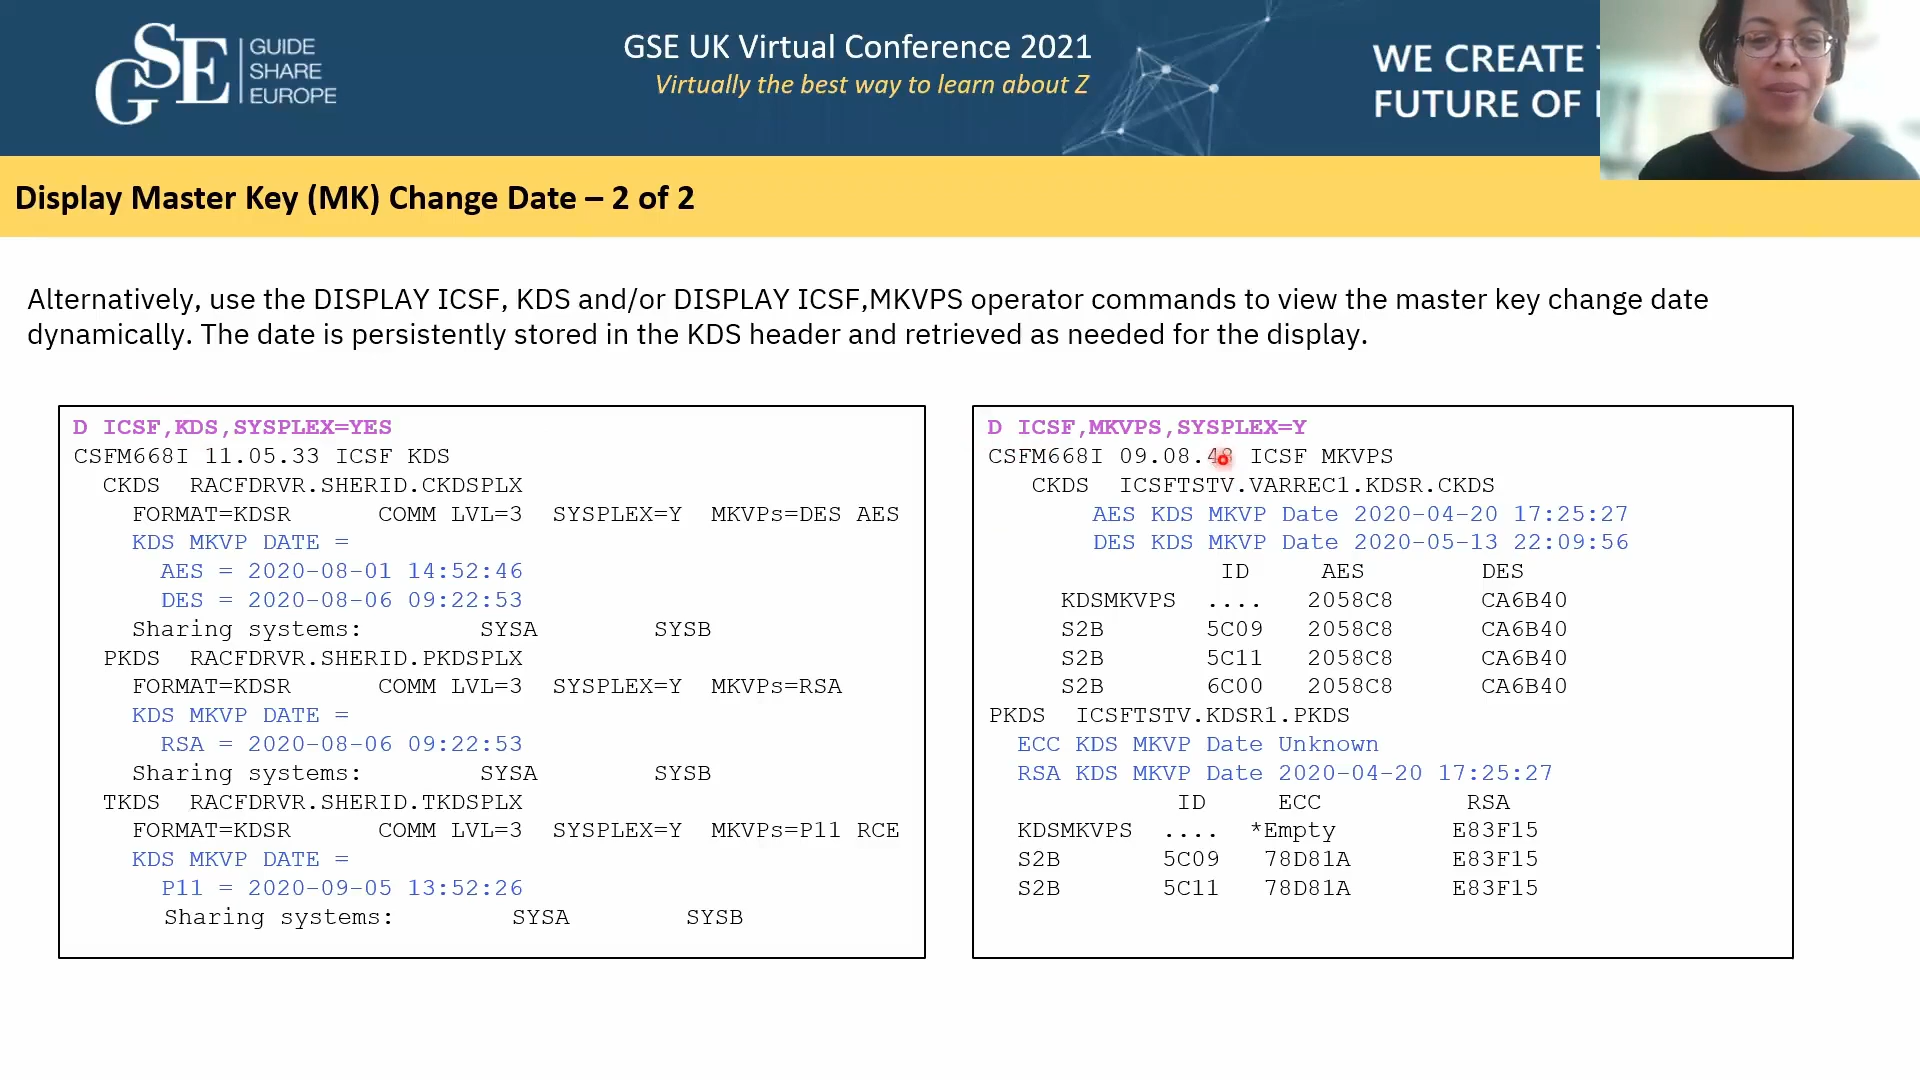 GSE
GUIDE
SHARE
EUROPE
GSE UK Virtual Conference 2021
Virtually the best way to learn about Z
WE CREATE
FUTURE OF
Display Master Key (MK) Change Date – 2 of 2
Alternatively, use the DISPLAY ICSF, KDS and/or DISPLAY ICSF,MKVPS operator commands to view the master key change date
dynamically. The date is persistently stored in the KDS header and retrieved as needed for the display.
D ICSF,KDS,SYSPLEX=YES
CSFM668I 11.05.33 ICSF KDS
CKDS RACFDRVR.SHERID.CKDSPLX
FORMAT=KDSR COMM LVL=3 SYSPLEX=Y MKVPs=DES AES
KDS MKVP DATE =
AES = 2020-08-01 14:52:46
DES = 2020-08-06 09:22:53
Sharing systems: SYSA SYSB
PKDS RACFDRVR.SHERID.PKDSPLX
FORMAT=KDSR COMM LVL=3 SYSPLEX=Y MKVPs=RSA
KDS MKVP DATE =
RSA = 2020-08-06 09:22:53
Sharing systems: SYSA SYSB
TKDS RACFDRVR.SHERID.TKDSPLX
FORMAT=KDSR COMM LVL=3 SYSPLEX=Y MKVPs=P11 RCE
KDS MKVP DATE =
P11 = 2020-09-05 13:52:26
Sharing systems: SYSA SYSB
D ICSF,MKVPS,SYSPLEX=Y
CSFM668I 09.08.48 ICSF MKVPS
CKDS ICSFTSTV.VARREC1.KDSR.CKDS
AES KDS MKVP Date 2020-04-20 17:25:27
DES KDS MKVP Date 2020-05-13 22:09:56
ID AES DES
KDSMKVPS .... 2058C8 CA6B40
S2B 5C09 2058C8 CA6B40
S2B 5C11 2058C8 CA6B40
S2B 6C00 2058C8 CA6B40
PKDS ICSFTSTV.KDSR1.PKDS
ECC KDS MKVP Date Unknown
RSA KDS MKVP Date 2020-04-20 17:25:27
ID ECC RSA
KDSMKVPS .... *Empty E83F15
S2B 5C09 78D81A E83F15
S2B 5C11 78D81A E83F15